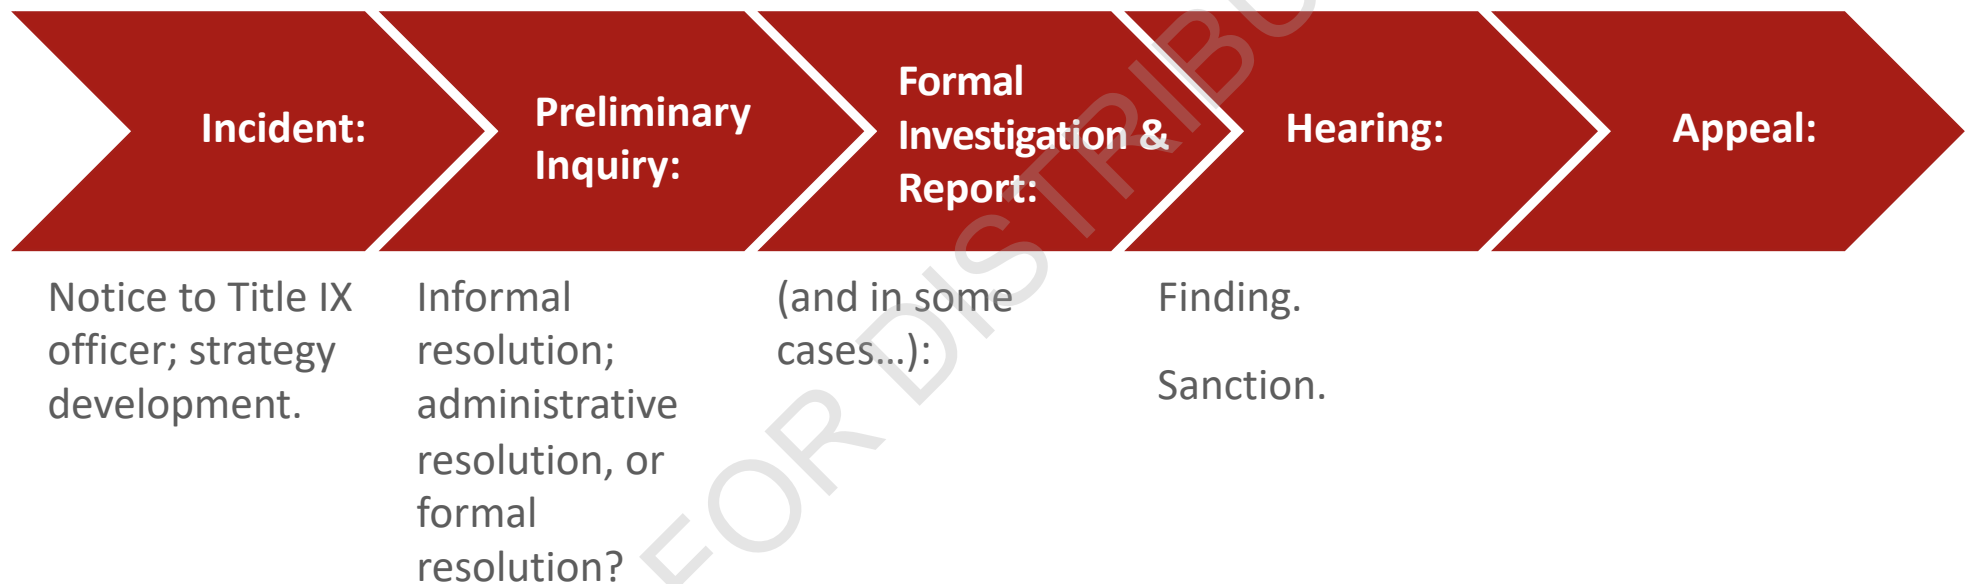 Incident:
Preliminary
Inquiry:
Formal
Investigation &
Report:
Hearing:
Appeal:
Notice to Title IX
officer; strategy
development.
Informal
resolution;
administrative
resolution, or
formal
resolution?
(and in some
cases...):
Finding.
Sanction.
FOR